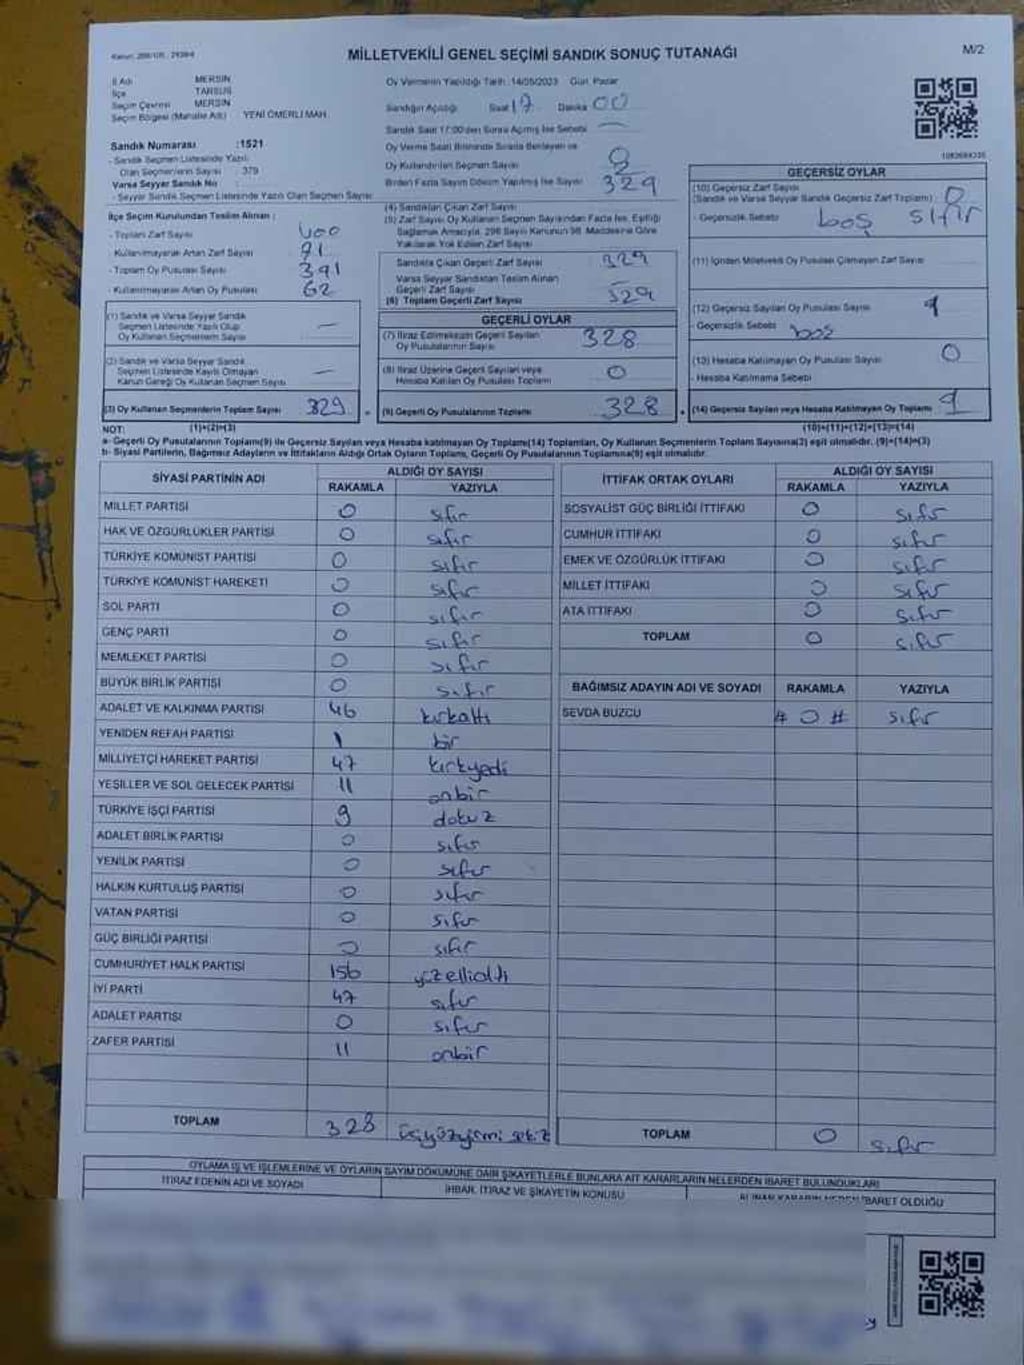 Kanun: 298/105, 2839/4
MİLLETVEKİLİ GENEL SEÇİMİ SANDIK SONUÇ TUTANAĞI
M/2
İl Adı MERSİN
İlçe TARSUS
Seçim Çevresi MERSİN
Seçim Bölgesi (Mahalle Adı) : YENİ ÖMERLİ MAH.
Sandık Numarası :1521
- Sandık Seçmen Listesinde Yazılı
Olan Seçmenlerin Sayısı : 379
Varsa Seyyar Sandık No :
- Seyyar Sandık Seçmen Listesinde Yazılı Olan Seçmen Sayısı
İlçe Seçim Kurulundan Teslim Alınan :
- Toplam Zarf Sayısı 400
- Kullanılmayarak Artan Zarf Sayısı 71
- Toplam Oy Pusulası Sayısı 391
- Kullanılmayarak Artan Oy Pusulası 62
(1) Sandık ve Varsa Seyyar Sandık
Seçmen Listesinde Yazılı Olup
Oy Kullanan Seçmenlerin Sayısı —
(2) Sandık ve Varsa Seyyar Sandık
Seçmen Listesinde Kayıtlı Olmayan
Kanun Gereği Oy Kullanan Seçmen Sayısı —
(3) Oy Kullanan Seçmenlerin Toplam Sayısı 329
Oy Vermenin Yapıldığı Tarih : 14/05/2023 Gün: Pazar
Sandığın Açıldığı Saat 17 Dakika 00
Sandık Saat 17:00'den Sonra Açılmış İse Sebebi —
Oy Verme Saati Bitiminde Sırada Bekleyen ve
Oy Kullandırılan Seçmen Sayısı
Birden Fazla Sayım Döküm Yapılmış İse Sayısı 329
(4) Sandıktan Çıkan Zarf Sayısı
(5) Zarf Sayısı Oy Kullanan Seçmen Sayısından Fazla İse, Eşitliği
Sağlamak Amacıyla, 298 Sayılı Kanunun 98. Maddesine Göre
Yakılarak Yok Edilen Zarf Sayısı
Sandıkta Çıkan Geçerli Zarf Sayısı 329
Varsa Seyyar Sandıktan Teslim Alınan
Geçerli Zarf Sayısı —
(6) Toplam Geçerli Zarf Sayısı 329
GEÇERLİ OYLAR
(7) İtiraz Edilmeksizin Geçerli Sayılan
Oy Pusulalarının Sayısı 328
(8) İtiraz Üzerine Geçerli Sayılan veya
Hesaba Katılan Oy Pusulası Toplamı 0
(9) Geçerli Oy Pusulalarının Toplamı 328
GEÇERSİZ OYLAR
(10) Geçersiz Zarf Sayısı
(Sandık ve Varsa Seyyar Sandık Geçersiz Zarf Toplamı) 0
- Geçersizlik Sebebi boş sıfır
(11) İçinden Milletvekili Oy Pusulası Çıkmayan Zarf Sayısı
(12) Geçersiz Sayılan Oy Pusulası Sayısı
- Geçersizlik Sebebi boş
(13) Hesaba Katılmayan Oy Pusulası Sayısı 0
- Hesaba Katılmama Sebebi
(14) Geçersiz Sayılan veya Hesaba Katılmayan Oy Toplamı
NOT: (1)+(2)=(3) (10)+(11)+(12)+(13)=(14)
a- Geçerli Oy Pusulalarının Toplamı(9) ile Geçersiz Sayılan veya Hesaba katılmayan Oy Toplamı(14) Toplamları, Oy Kullanan Seçmenlerin Toplam Sayısına(3) eşit olmalıdır. (9)+(14)=(3)
b- Siyasi Partilerin, Bağımsız Adayların ve İttifakların Aldığı Ortak Oyların Toplamı, Geçerli Oy Pusulalarının Toplamına(9) eşit olmalıdır.
SİYASİ PARTİNİN ADI ALDIĞI OY SAYISI
RAKAMLA YAZIYLA
MİLLET PARTİSİ 0 sıfır
HAK VE ÖZGÜRLÜKLER PARTİSİ 0 sıfır
TÜRKİYE KOMÜNİST PARTİSİ 0 sıfır
TÜRKİYE KOMÜNİST HAREKETİ 0 sıfır
SOL PARTİ 0 sıfır
GENÇ PARTİ 0 sıfır
MEMLEKET PARTİSİ 0 sıfır
BÜYÜK BİRLİK PARTİSİ 0 sıfır
ADALET VE KALKINMA PARTİSİ 46 kırkaltı
YENİDEN REFAH PARTİSİ 1 bir
MİLLİYETÇİ HAREKET PARTİSİ 47 kırkyedi
YEŞİLLER VE SOL GELECEK PARTİSİ 11 onbir
TÜRKİYE İŞÇİ PARTİSİ 9 dokuz
ADALET BİRLİK PARTİSİ 0 sıfır
YENİLİK PARTİSİ 0 sıfır
HALKIN KURTULUŞ PARTİSİ 0 sıfır
VATAN PARTİSİ 0 sıfır
GÜÇ BİRLİĞİ PARTİSİ 0 sıfır
CUMHURİYET HALK PARTİSİ 156 yüzellialtı
İYİ PARTİ 47 sıfır
ADALET PARTİSİ 0 sıfır
ZAFER PARTİSİ 11 onbir
TOPLAM 328 üçyüzyirmi sekiz
İTTİFAK ORTAK OYLARI ALDIĞI OY SAYISI
RAKAMLA YAZIYLA
SOSYALİST GÜÇ BİRLİĞİ İTTİFAKI 0 sıfır
CUMHUR İTTİFAKI 0 sıfır
EMEK VE ÖZGÜRLÜK İTTİFAKI 0 sıfır
MİLLET İTTİFAKI 0 sıfır
ATA İTTİFAKI 0 sıfır
TOPLAM 0 sıfır
BAĞIMSIZ ADAYIN ADI VE SOYADI RAKAMLA YAZIYLA
SEVDA BUZCU # 0 # sıfır
TOPLAM 0 sıfır
OYLAMA İŞ VE İŞLEMLERİNE VE OYLARIN SAYIM DÖKÜMÜNE DAİR ŞİKAYETLERLE BUNLARA AİT KARARLARIN NELERDEN İBARET BULUNDUKLARI
İTİRAZ EDENİN ADI VE SOYADI
İHBAR, İTİRAZ VE ŞİKAYETİN KONUSU
ALINAN KARARIN NEDEN İBARET OLDUĞU